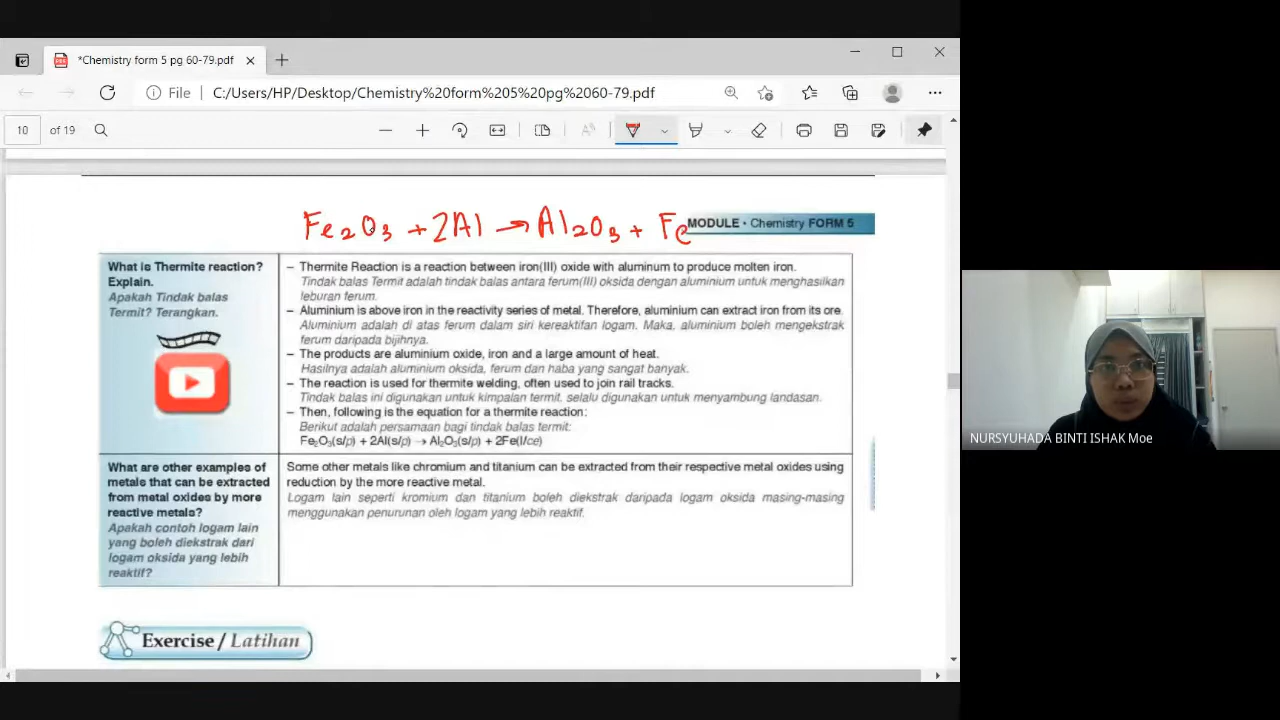 *Chemistry form 5 pg 60-79.pdf
File C:/Users/HP/Desktop/Chemistry%20form%205%20pg%2060-79.pdf
10 of 19
Fe₂O₃ + 2Al → Al₂O₃ + Fe
MODULE • Chemistry FORM 5
What is Thermite reaction?
Explain.
Apakah Tindak balas
Termit? Terangkan.
– Thermite Reaction is a reaction between iron(III) oxide with aluminum to produce molten iron.
Tindak balas Termit adalah tindak balas antara ferum(III) oksida dengan aluminium untuk menghasilkan
leburan ferum.
– Aluminium is above iron in the reactivity series of metal. Therefore, aluminium can extract iron from its ore.
Aluminium adalah di atas ferum dalam siri kereaktifan logam. Maka, aluminium boleh mengekstrak
ferum daripada bijihnya.
– The products are aluminium oxide, iron and a large amount of heat.
Hasilnya adalah aluminium oksida, ferum dan haba yang sangat banyak.
– The reaction is used for thermite welding, often used to join rail tracks.
Tindak balas ini digunakan untuk kimpalan termit, selalu digunakan untuk menyambung landasan.
– Then, following is the equation for a thermite reaction:
Berikut adalah persamaan bagi tindak balas termit:
Fe₂O₃(s/p) + 2Al(s/p) → Al₂O₃(s/p) + 2Fe(l/ce)
What are other examples of
metals that can be extracted
from metal oxides by more
reactive metals?
Apakah contoh logam lain
yang boleh diekstrak dari
logam oksida yang lebih
reaktif?
Some other metals like chromium and titanium can be extracted from their respective metal oxides using
reduction by the more reactive metal.
Logam lain seperti kromium dan titanium boleh diekstrak daripada logam oksida masing-masing
menggunakan penurunan oleh logam yang lebih reaktif.
Exercise / Latihan
NURSYUHADA BINTI ISHAK Moe